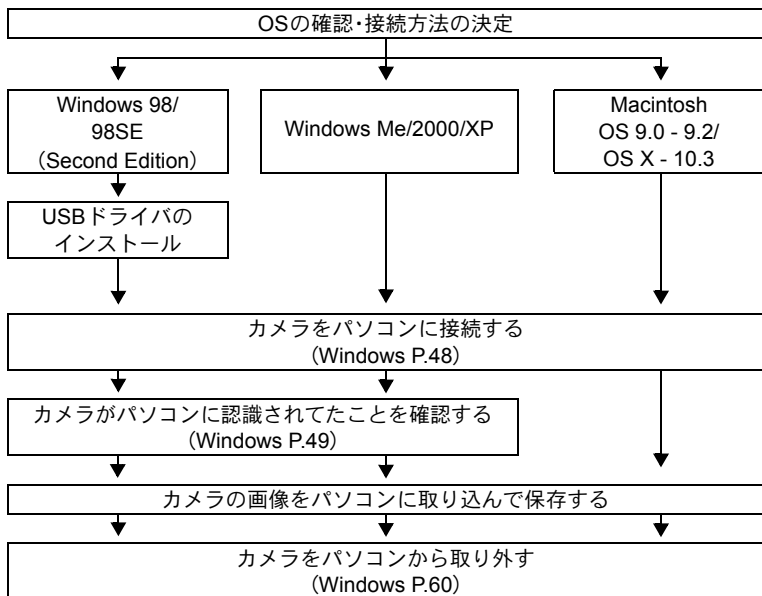 OSの確認・接続方法の決定
Windows 98/
98SE
（Second Edition）
Windows Me/2000/XP
Macintosh
OS 9.0 - 9.2/
OS X - 10.3
USBドライバの
インストール
カメラをパソコンに接続する
（Windows P.48）
カメラがパソコンに認識されてたことを確認する
（Windows P.49）
カメラの画像をパソコンに取り込んで保存する
カメラをパソコンから取り外す
（Windows P.60）